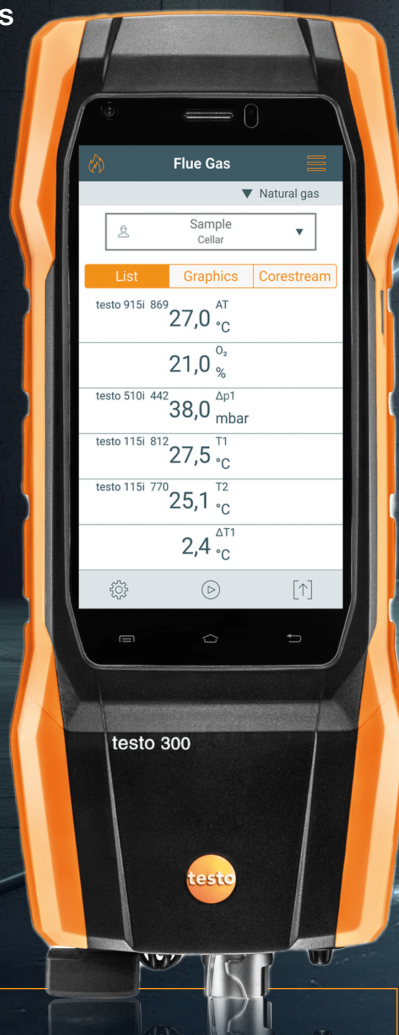 s
Flue Gas
▼ Natural gas
Sample
Cellar
List Graphics Corestream
testo 915i 869 27,0 AT °C
21,0 O₂ %
testo 510i 442 38,0 Δp1 mbar
testo 115i 812 27,5 T1 °C
testo 115i 770 25,1 T2 °C
2,4 ΔT1 °C
testo 300
testo